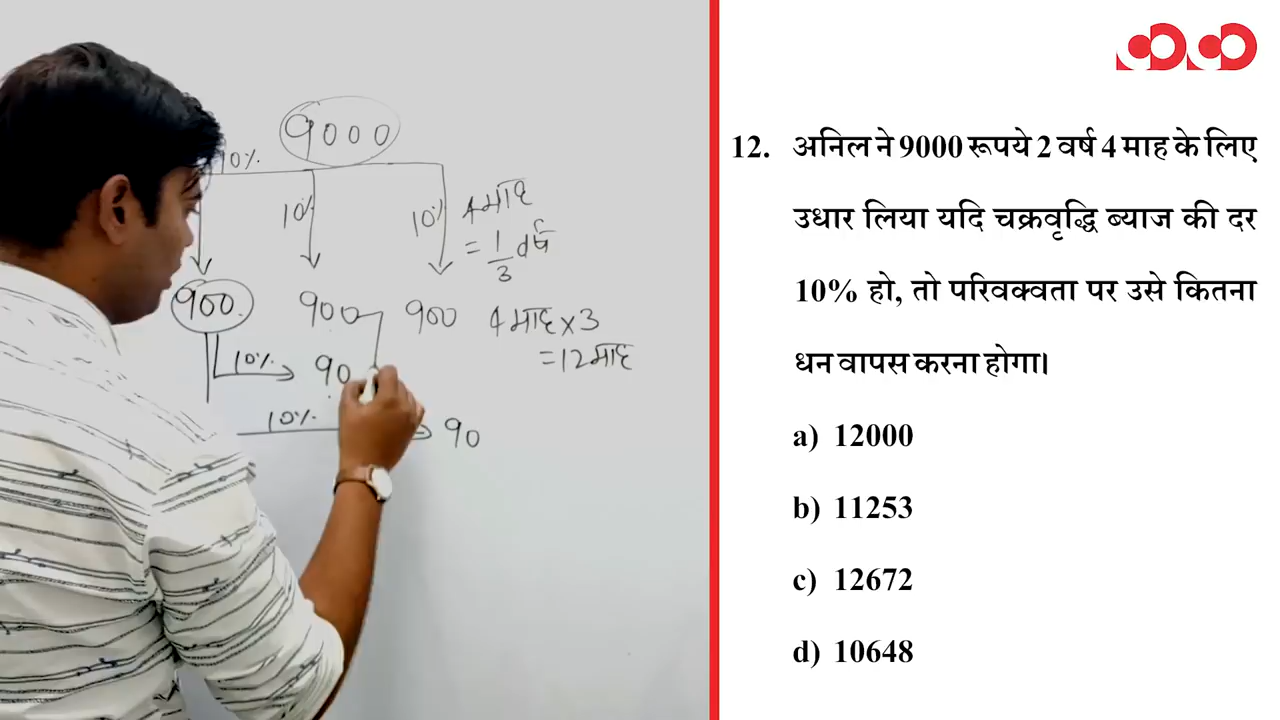 9000
10%
10%
10%
4 माह
= 1/3 वर्ष
900
900
900
4 माह × 3
= 12 माह
10%
90
10%
90
12. अनिल ने 9000 रूपये 2 वर्ष 4 माह के लिए
उधार लिया यदि चक्रवृद्धि ब्याज की दर
10% हो, तो परिवक्वता पर उसे कितना
धन वापस करना होगा।
a) 12000
b) 11253
c) 12672
d) 10648